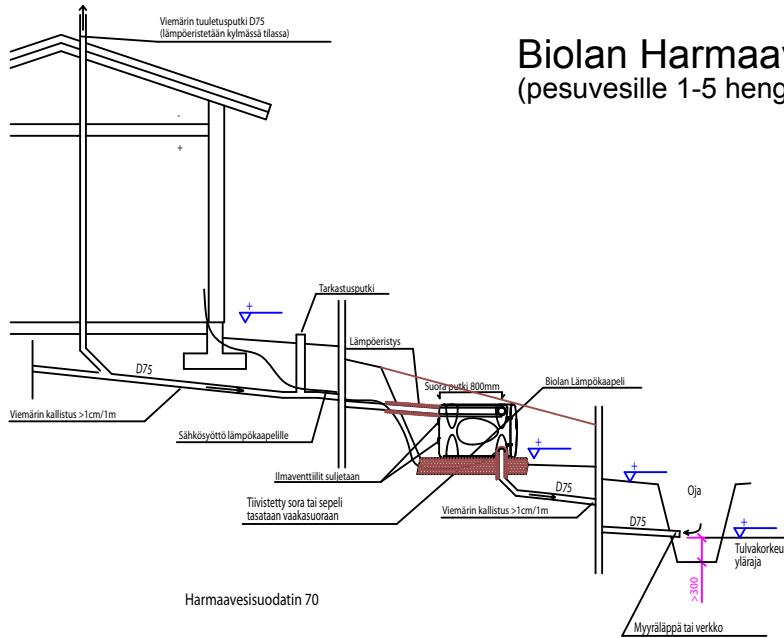 Viemärin tuuletusputki D75
(lämpöeristetään kylmässä tilassa)
Biolan Harmaav
(pesuvesille 1-5 heng
-
+
Tarkastusputki
+
Lämpöeristys
D75
Suora putki 800mm
Biolan Lämpökaapeli
Viemärin kallistus >1cm/1m
Sähkösyöttö lämpökaapelille
+
+
Ilmaventtiilit suljetaan
D75
Oja
Tiivistetty sora tai sepeli
tasataan vaakasuoraan
Viemärin kallistus >1cm/1m
D75
+
Tulvakorkeu
yläraja
>300
Harmaavesisuodatin 70
Myyräläppä tai verkko